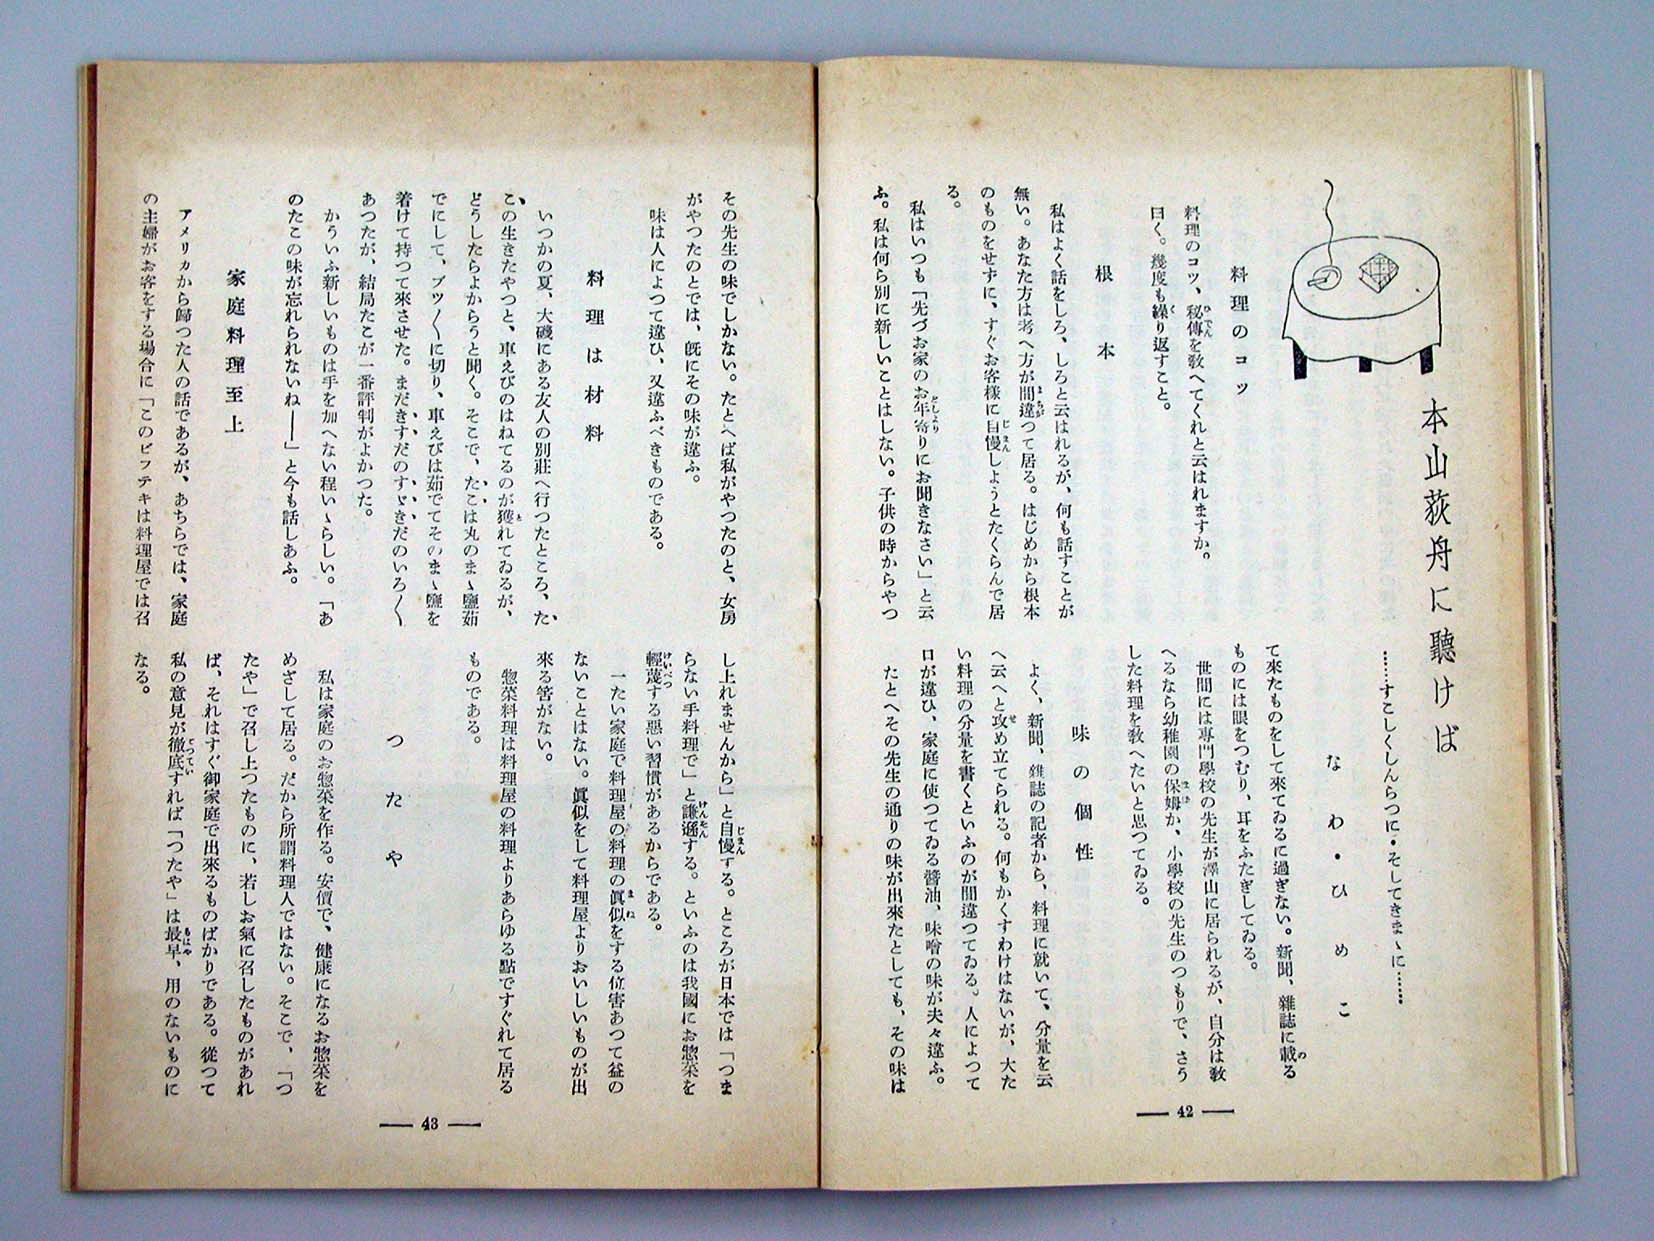 本山荻舟に聽けば
……すこしくしんらつに・そしてきまゝに……
なわ・ひめこ
料理のコツ
料理のコツ、秘傳を敎へてくれと云はれますか。
曰く。幾度も繰り返すこと。
根本
私はよく話をしろ、しろと云はれるが、何も話すことが
無い。あなた方は考へ方が間違つて居る。はじめから根本
のものをせずに、すぐお客樣に自慢しようとたくらんで居
る。
私はいつも「先づお家のお年寄りにお聞きなさい」と云
ふ。私は何ら別に新しいことはしない。子供の時からやつ
て來たものをして來てゐるに過ぎない。新聞、雜誌に載る
ものには眼をつむり、耳をふたぎしてゐる。
世間には專門學校の先生が澤山に居られるが、自分は敎
へるなら幼稚園の保姆か、小學校の先生のつもりで、さう
した料理を敎へたいと思つてゐる。
味の個性
よく、新聞、雜誌の記者から、料理に就いて、分量を云
へ云へと攻め立てられる。何もかくすわけはないが、大た
い料理の分量を書くといふのが間違つてゐる。人によつて
口が違ひ、家庭に使つてゐる醬油、味噌の味が夫々違ふ。
たとへその先生の通りの味が出來たとしても、その味は
― 42 ―
その先生の味でしかない。たとへば私がやつたのと、女房
がやつたのとでは、旣にその味が違ふ。
味は人によつて違ひ、又違ふべきものである。
料理は材料
いつかの夏、大磯にある友人の別莊へ行つたところ、た
この生きたやつと、車えびのはねてるのが獲れてゐるが、
どうしたらよからうと聞く。そこで、たこは丸のまゝ鹽茹
でにして、ブツ〱に切り、車えびは茹でてそのまゝ鹽を
着けて持つて來させた。まだきすだのすゞきだのいろ〱
あつたが、結局たこが一番評判がよかつた。
かういふ新しいものは手を加へない程いゝらしい。「あ
のたこの味が忘れられないね――」と今も話しあふ。
家庭料理至上
アメリカから歸つた人の話であるが、あちらでは、家庭
の主婦がお客をする場合に「このビフテキは料理屋では召
し上れませんから」と自慢する。ところが日本では「つま
らない手料理で」と謙遜する。といふのは我國にお惣菜を
輕蔑する惡い習慣があるからである。
一たい家庭で料理屋の料理の眞似をする位害あつて益の
ないことはない。眞似をして料理屋よりおいしいものが出
來る筈がない。
惣菜料理は料理屋の料理よりあらゆる點ですぐれて居る
ものである。
つたや
私は家庭のお惣菜を作る。安價で、健康になるお惣菜を
めざして居る。だから所謂料理人ではない。そこで、「つ
たや」で召し上つたものに、若しお氣に召したものがあれ
ば、それはすぐ御家庭で出來るものばかりである。從つて
私の意見が徹底すれば「つたや」は最早、用のないものに
なる。
― 43 ―